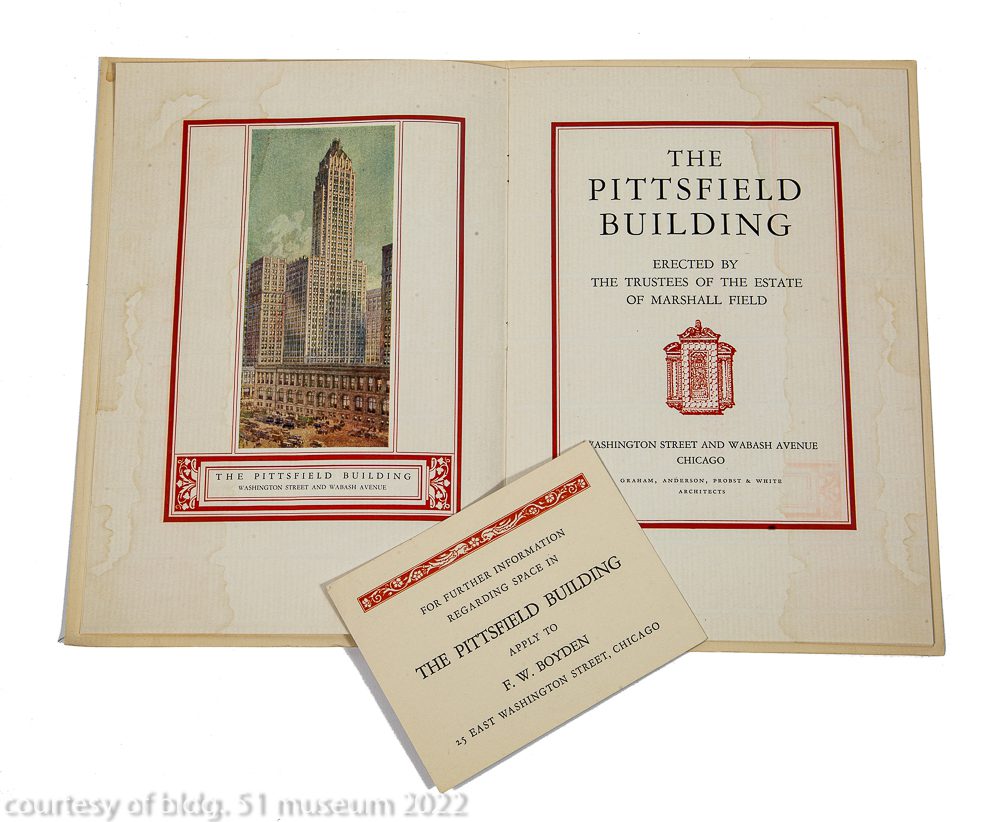 THE PITTSFIELD BUILDING
WASHINGTON STREET AND WABASH AVENUE
THE
PITTSFIELD
BUILDING
ERECTED BY
THE TRUSTEES OF THE ESTATE
OF MARSHALL FIELD
WASHINGTON STREET AND WABASH AVENUE
CHICAGO
GRAHAM, ANDERSON, PROBST & WHITE
ARCHITECTS
FOR FURTHER INFORMATION
REGARDING SPACE IN
THE PITTSFIELD BUILDING
APPLY TO
F. W. BOYDEN
25 EAST WASHINGTON STREET, CHICAGO
courtesy of bldg. 51 museum 2022